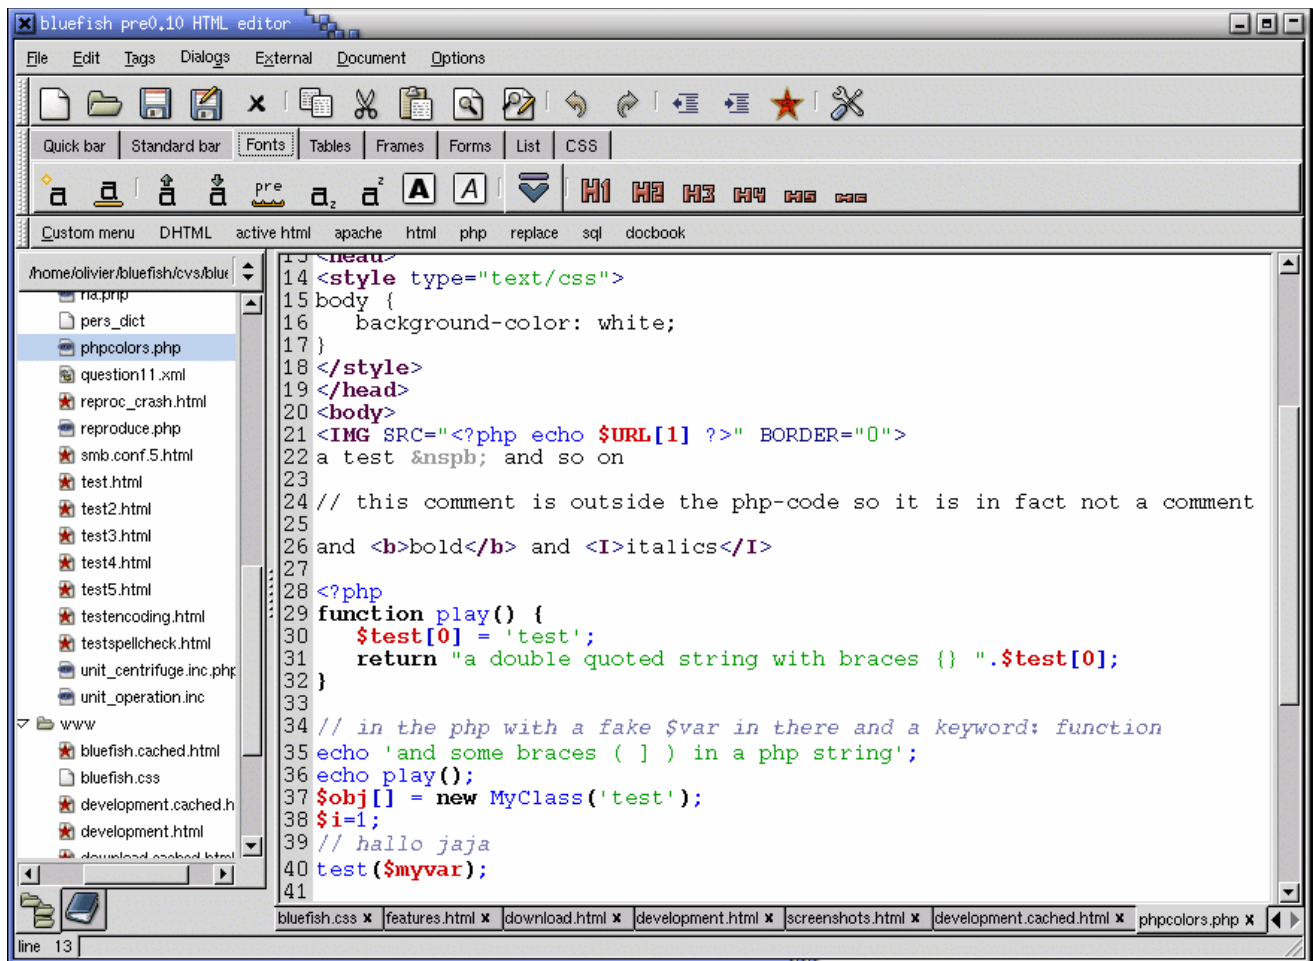 bluefish pre0.10 HTML editor
File Edit Tags Dialogs External Document Options
Quick bar Standard bar Fonts Tables Frames Forms List CSS
a a a a pre a, a z A A H1 H2 H3 H4 H5 H6
Custom menu DHTML active html apache html php replace sql docbook
/home/olivier/bluefish/cvs/blue
pers_dict
phpcolors.php
question11.xml
reproc_crash.html
reproduce.php
smb.conf.5.html
test.html
test2.html
test3.html
test4.html
test5.html
testencoding.html
testspellcheck.html
unit_centrifuge.inc.php
unit_operation.inc
www
bluefish.cached.html
bluefish.css
development.cached.h
development.html
download.cached.html
13 <head>
14 <style type="text/css">
15 body {
16    background-color: white;
17 }
18 </style>
19 </head>
20 <body>
21 <IMG SRC="<?php echo $URL[1] ?>" BORDER="0">
22 a test &nspb; and so on
23
24 // this comment is outside the php-code so it is in fact not a comment
25
26 and <b>bold</b> and <I>italics</I>
27
28 <?php
29 function play() {
30    $test[0] = 'test';
31    return "a double quoted string with braces {} ".$test[0];
32 }
33
34 // in the php with a fake $var in there and a keyword: function
35 echo 'and some braces ( ] ) in a php string';
36 echo play();
37 $obj[] = new MyClass('test');
38 $i=1;
39 // hallo jaja
40 test($myvar);
41
bluefish.css x features.html x download.html x development.html x screenshots.html x development.cached.html x phpcolors.php x
line 13